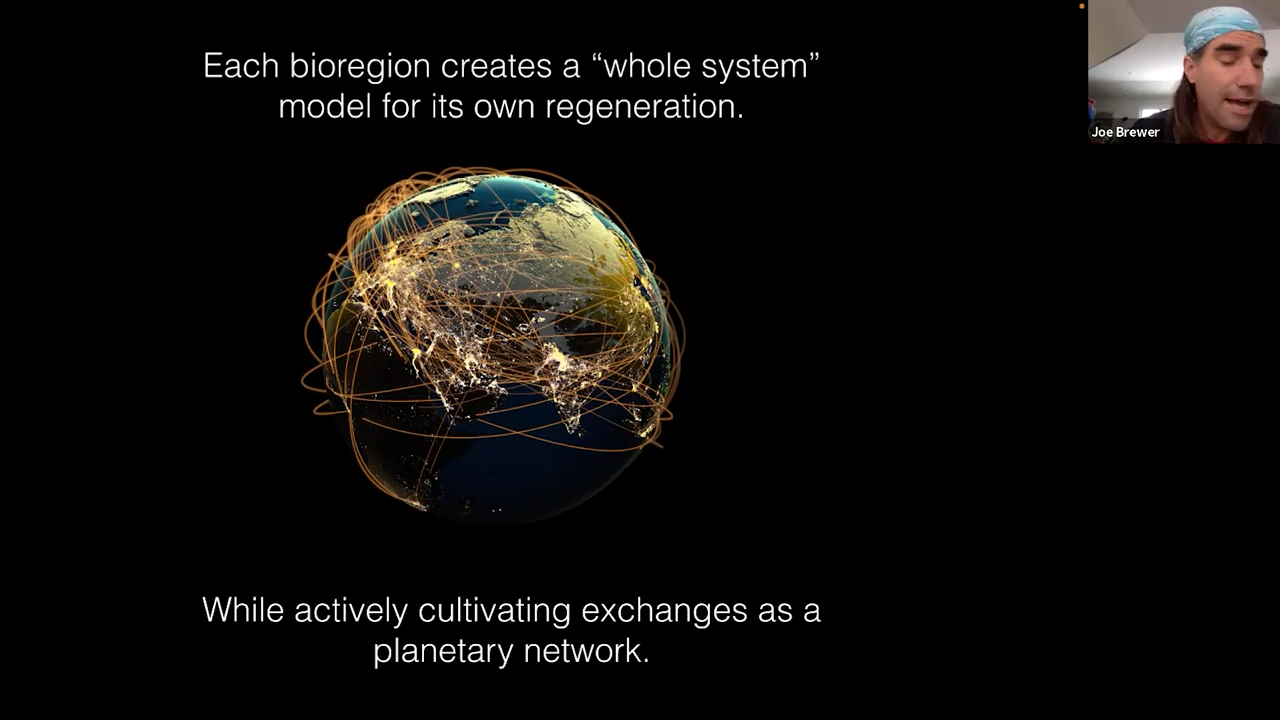 Each bioregion creates a “whole system”
model for its own regeneration.
Joe Brewer
While actively cultivating exchanges as a
planetary network.